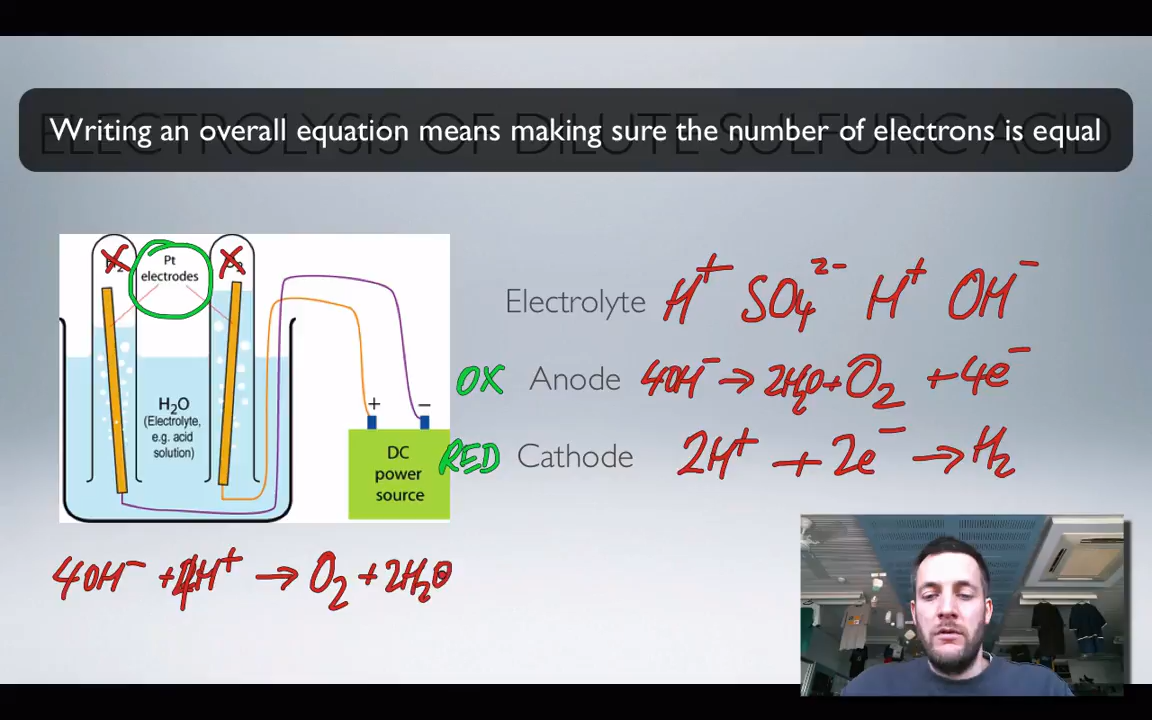 Writing an overall equation means making sure the number of electrons is equal
ELECTROLYSIS OF DILUTE SULFURIC ACID
Pt
electrodes
H₂O
(Electrolyte,
e.g. acid
solution)
+ −
DC
power
source
Electrolyte H⁺ SO₄²⁻ H⁺ OH⁻
OX Anode 4OH⁻ → 2H₂O + O₂ + 4e⁻
RED Cathode 2H⁺ + 2e⁻ → H₂
4OH⁻ + 4H⁺ → O₂ + 2H₂O